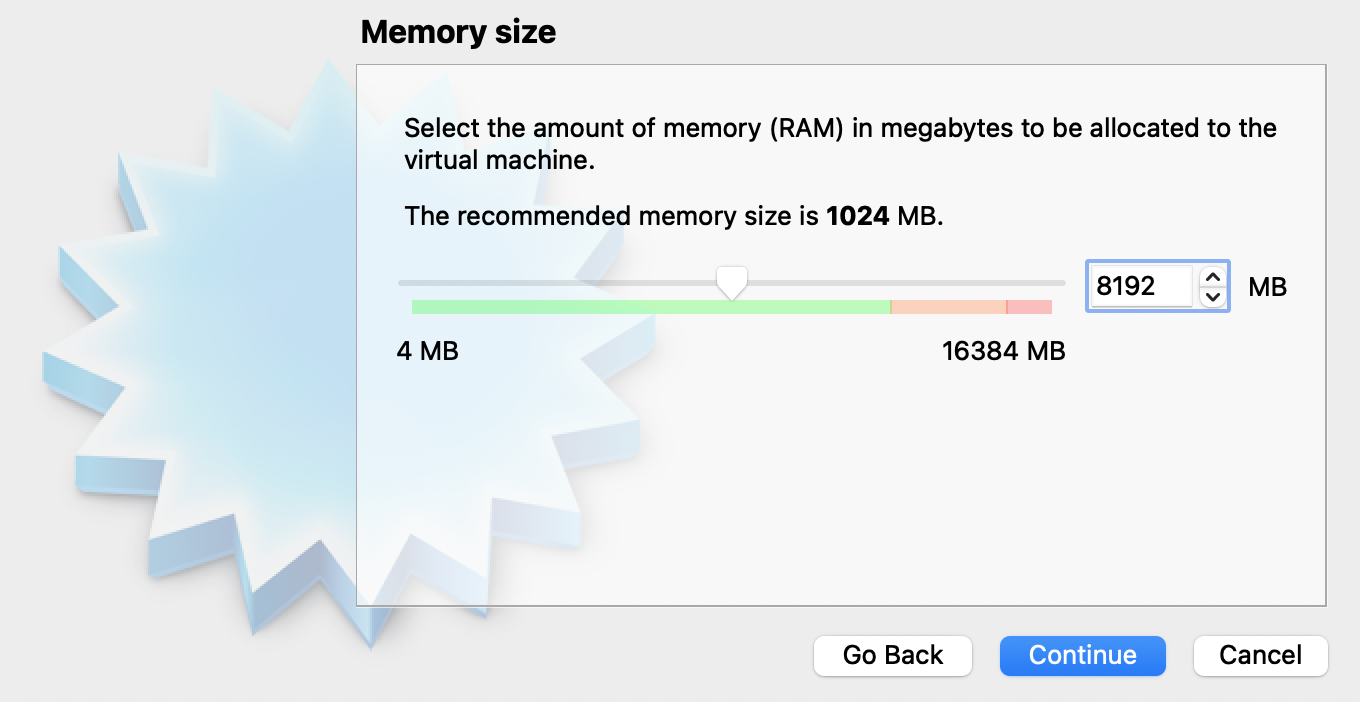 Memory size
Select the amount of memory (RAM) in megabytes to be allocated to the
virtual machine.
The recommended memory size is 1024 MB.
8192 MB
4 MB 16384 MB
Go Back Continue Cancel